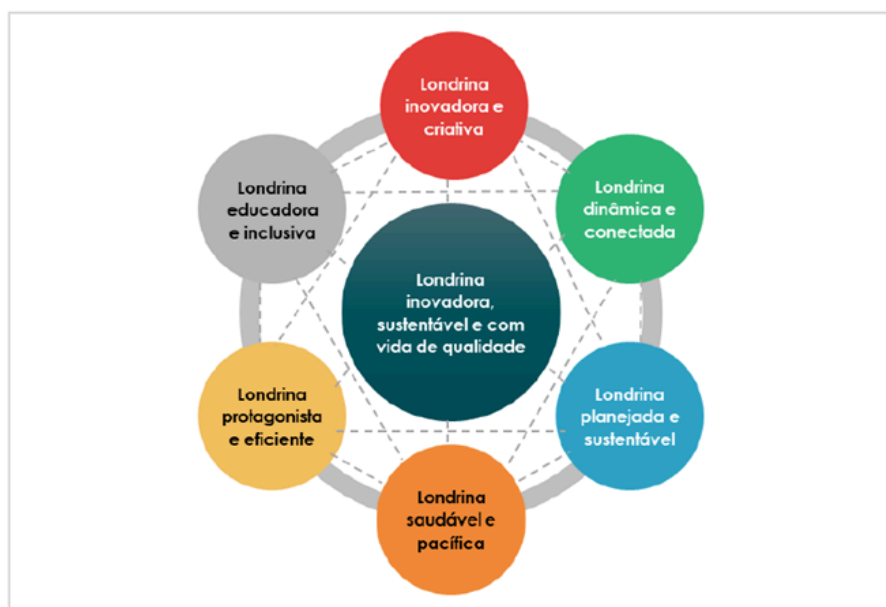 Londrina
inovadora e
criativa
Londrina
educadora
e inclusiva
Londrina
dinâmica e
conectada
Londrina
inovadora,
sustentável e com
vida de qualidade
Londrina
protagonista
e eficiente
Londrina
planejada e
sustentável
Londrina
saudável e
pacífica